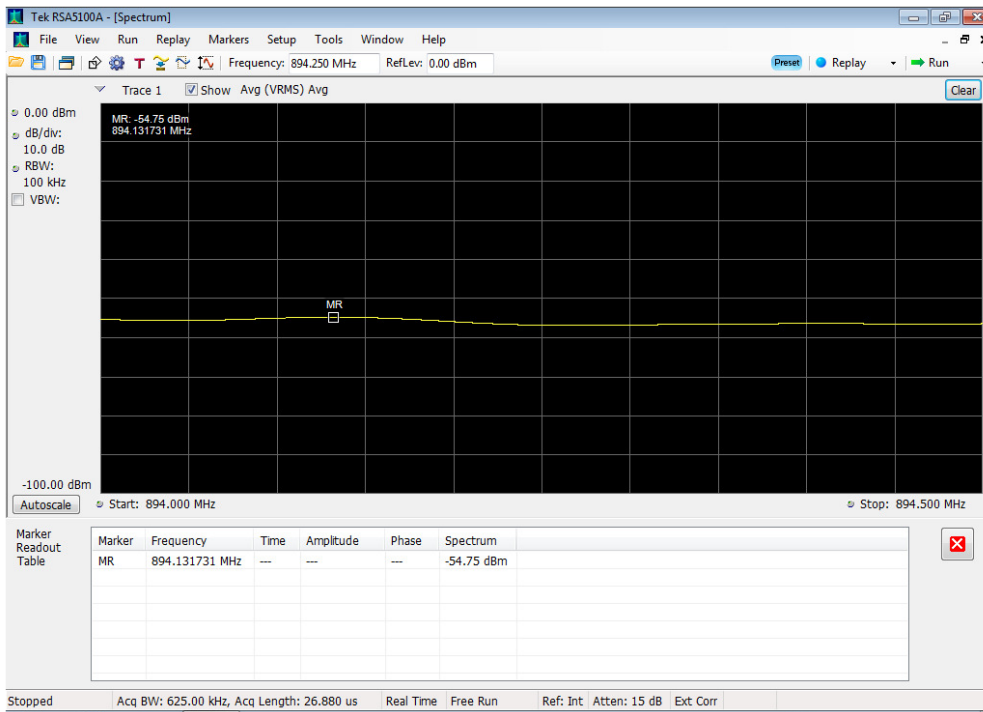 Tek RSA5100A - [Spectrum]
File View Run Replay Markers Setup Tools Window Help
T Frequency: 894.250 MHz RefLev: 0.00 dBm Preset Replay Run
Trace 1 Show Avg (VRMS) Avg Clear
0.00 dBm
dB/div:
10.0 dB
RBW:
100 kHz
VBW:
MR: -54.75 dBm
894.131731 MHz
MR
-100.00 dBm
Autoscale Start: 894.000 MHz Stop: 894.500 MHz
Marker
Readout
Table
Marker Frequency Time Amplitude Phase Spectrum
MR 894.131731 MHz --- --- --- -54.75 dBm
Stopped Acq BW: 625.00 kHz, Acq Length: 26.880 us Real Time Free Run Ref: Int Atten: 15 dB Ext Corr